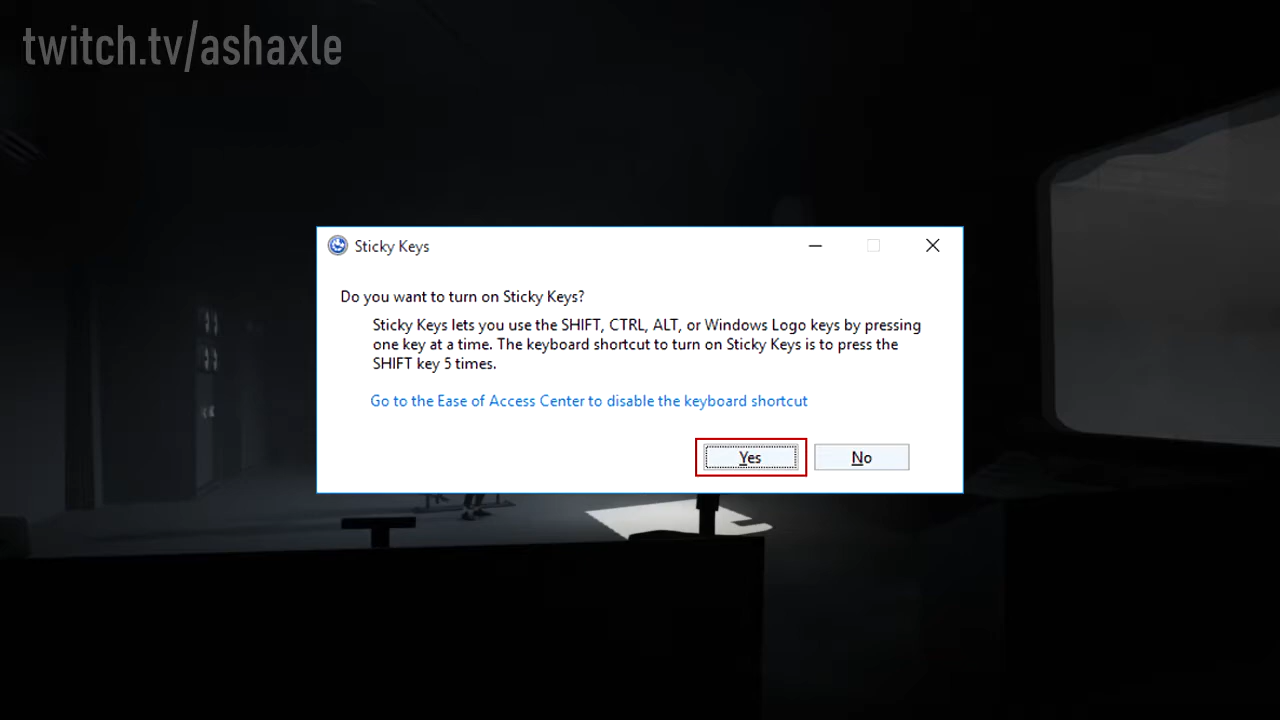 twitch.tv/ashaxle
Sticky Keys
Do you want to turn on Sticky Keys?
Sticky Keys lets you use the SHIFT, CTRL, ALT, or Windows Logo keys by pressing
one key at a time. The keyboard shortcut to turn on Sticky Keys is to press the
SHIFT key 5 times.
Go to the Ease of Access Center to disable the keyboard shortcut
Yes No